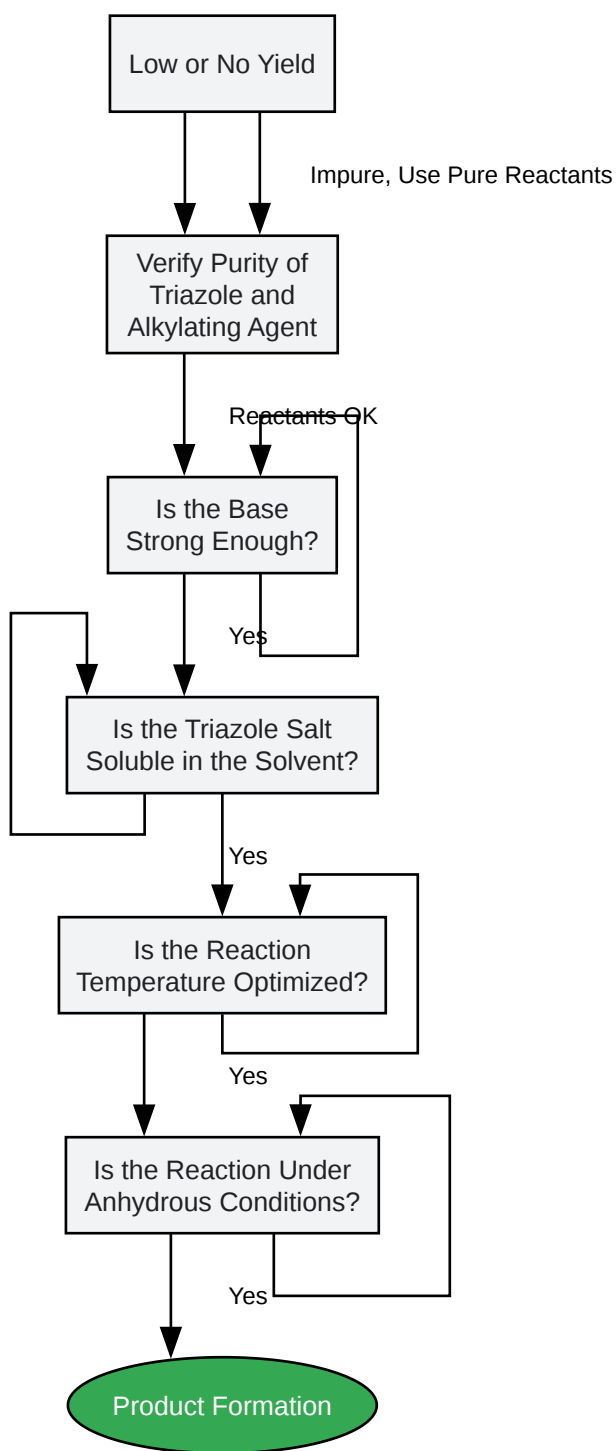 Low or No Yield
Impure, Use Pure Reactants
Verify Purity of
Triazole and
Alkylating Agent
Reactants OK
Is the Base
Strong Enough?
Yes
Is the Triazole Salt
Soluble in the Solvent?
Yes
Is the Reaction
Temperature Optimized?
Yes
Is the Reaction Under
Anhydrous Conditions?
Yes
Product Formation